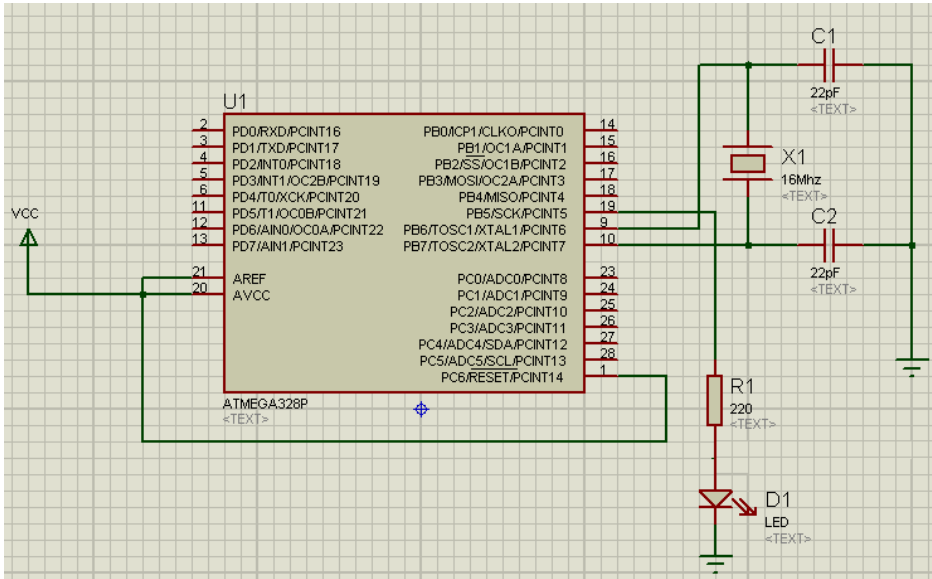 C1
22pF
<TEXT>
U1
2 PD0/RXD/PCINT16 PB0/ICP1/CLKO/PCINT0 14
3 PD1/TXD/PCINT17 PB1/OC1A/PCINT1 15
4 PD2/INT0/PCINT18 PB2/SS/OC1B/PCINT2 16
5 PD3/INT1/OC2B/PCINT19 PB3/MOSI/OC2A/PCINT3 17
6 PD4/T0/XCK/PCINT20 PB4/MISO/PCINT4 18
11 PD5/T1/OC0B/PCINT21 PB5/SCK/PCINT5 19
12 PD6/AIN0/OC0A/PCINT22 PB6/TOSC1/XTAL1/PCINT6 9
13 PD7/AIN1/PCINT23 PB7/TOSC2/XTAL2/PCINT7 10
21 AREF PC0/ADC0/PCINT8 23
20 AVCC PC1/ADC1/PCINT9 24
PC2/ADC2/PCINT10 25
PC3/ADC3/PCINT11 26
PC4/ADC4/SDA/PCINT12 27
PC5/ADC5/SCL/PCINT13 28
PC6/RESET/PCINT14 1
ATMEGA328P
<TEXT>
VCC
X1
16Mhz
<TEXT>
C2
22pF
<TEXT>
R1
220
<TEXT>
D1
LED
<TEXT>